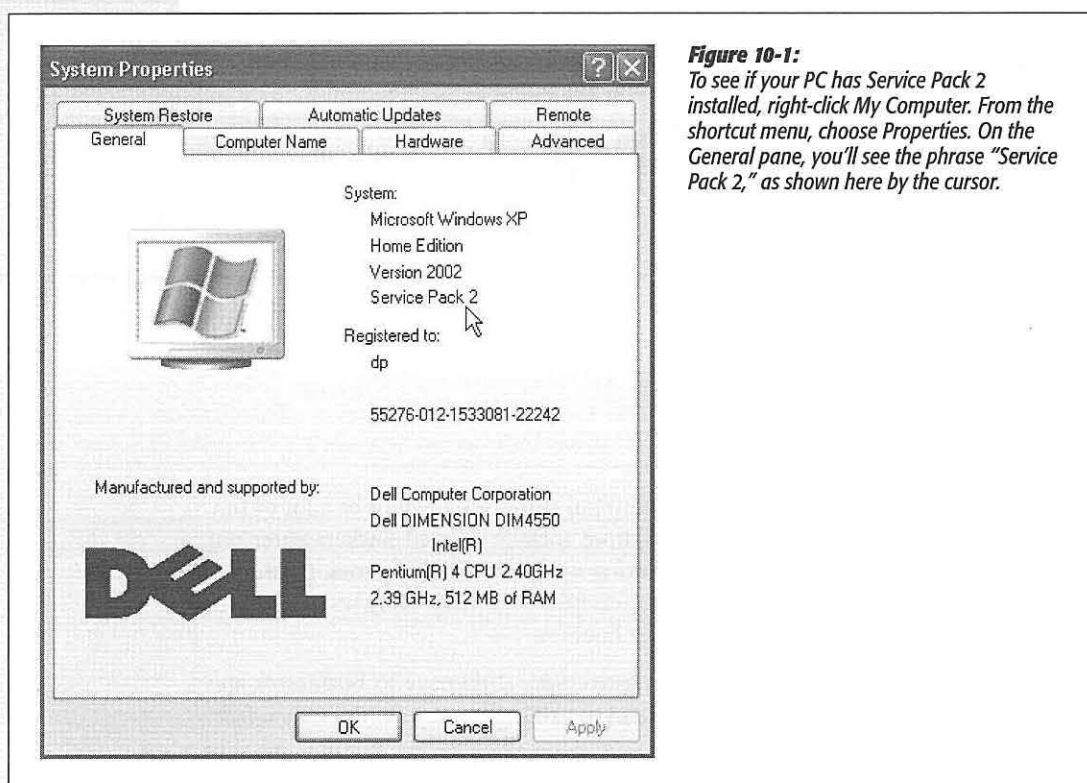 System Properties
System Restore
Automatic Updates
Remote
General
Computer Name
Hardware
Advanced
System:
Microsoft Windows XP
Home Edition
Version 2002
Service Pack 2
Registered to:
dp
55276-012-1533081-22242
Manufactured and supported by:
Dell Computer Corporation
Dell DIMENSION DIM4550
Intel(R)
Pentium(R) 4 CPU 2.40GHz
2.39 GHz, 512 MB of RAM
DELL
OK
Cancel
Apply
Figure 10-1:
To see if your PC has Service Pack 2
installed, right-click My Computer. From the
shortcut menu, choose Properties. On the
General pane, you'll see the phrase "Service
Pack 2," as shown here by the cursor.